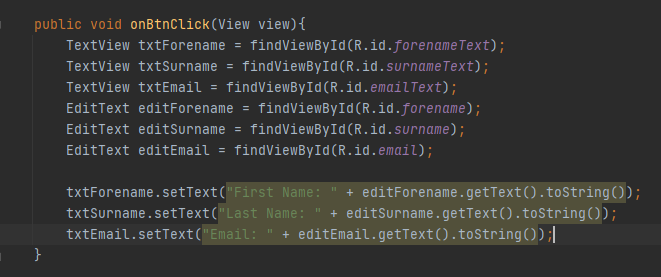 public void onBtnClick(View view){
TextView txtForename = findViewById(R.id.forenameText);
TextView txtSurname = findViewById(R.id.surnameText);
TextView txtEmail = findViewById(R.id.emailText);
EditText editForename = findViewById(R.id.forename);
EditText editSurname = findViewById(R.id.surname);
EditText editEmail = findViewById(R.id.email);
txtForename.setText("First Name: " + editForename.getText().toString());
txtSurname.setText("Last Name: " + editSurname.getText().toString());
txtEmail.setText("Email: " + editEmail.getText().toString());
}